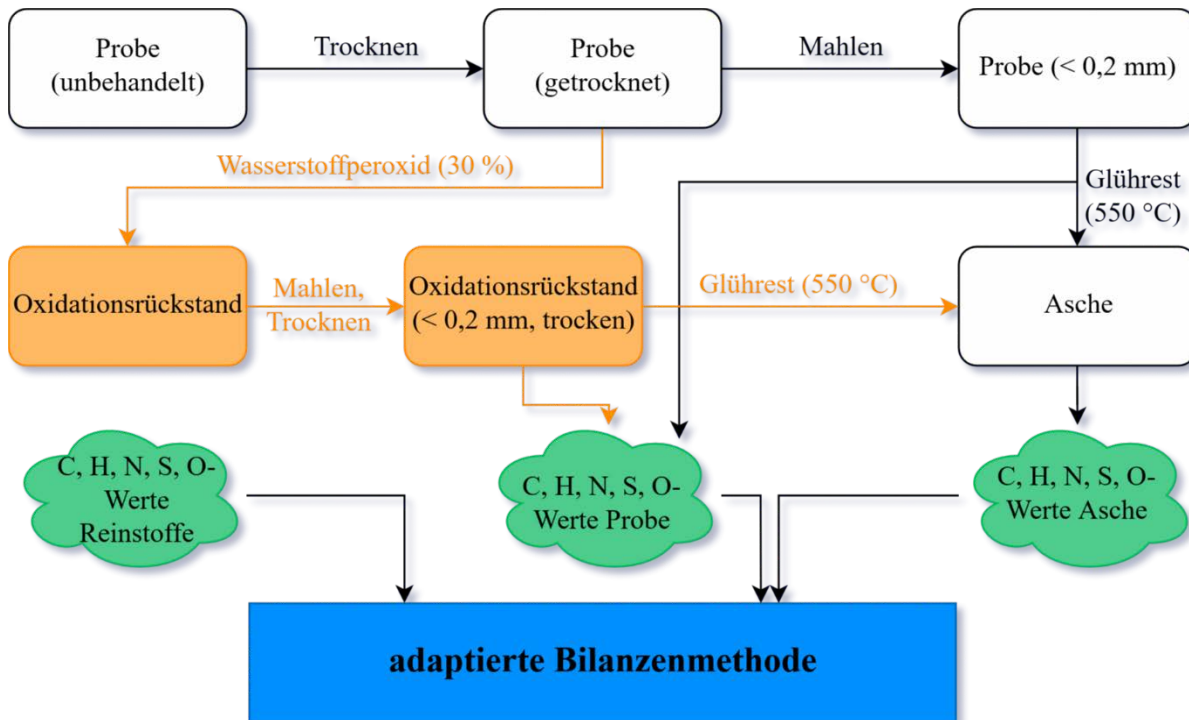 Probe
(unbehandelt)
Trocknen
Probe
(getrocknet)
Mahlen
Probe (< 0,2 mm)
Wasserstoffperoxid (30 %)
Glührest
(550 °C)
Oxidationsrückstand
Mahlen,
Trocknen
Oxidationsrückstand
(< 0,2 mm, trocken)
Glührest (550 °C)
Asche
C, H, N, S, O-
Werte
Reinstoffe
C, H, N, S, O-
Werte Probe
C, H, N, S, O-
Werte Asche
adaptierte Bilanzenmethode